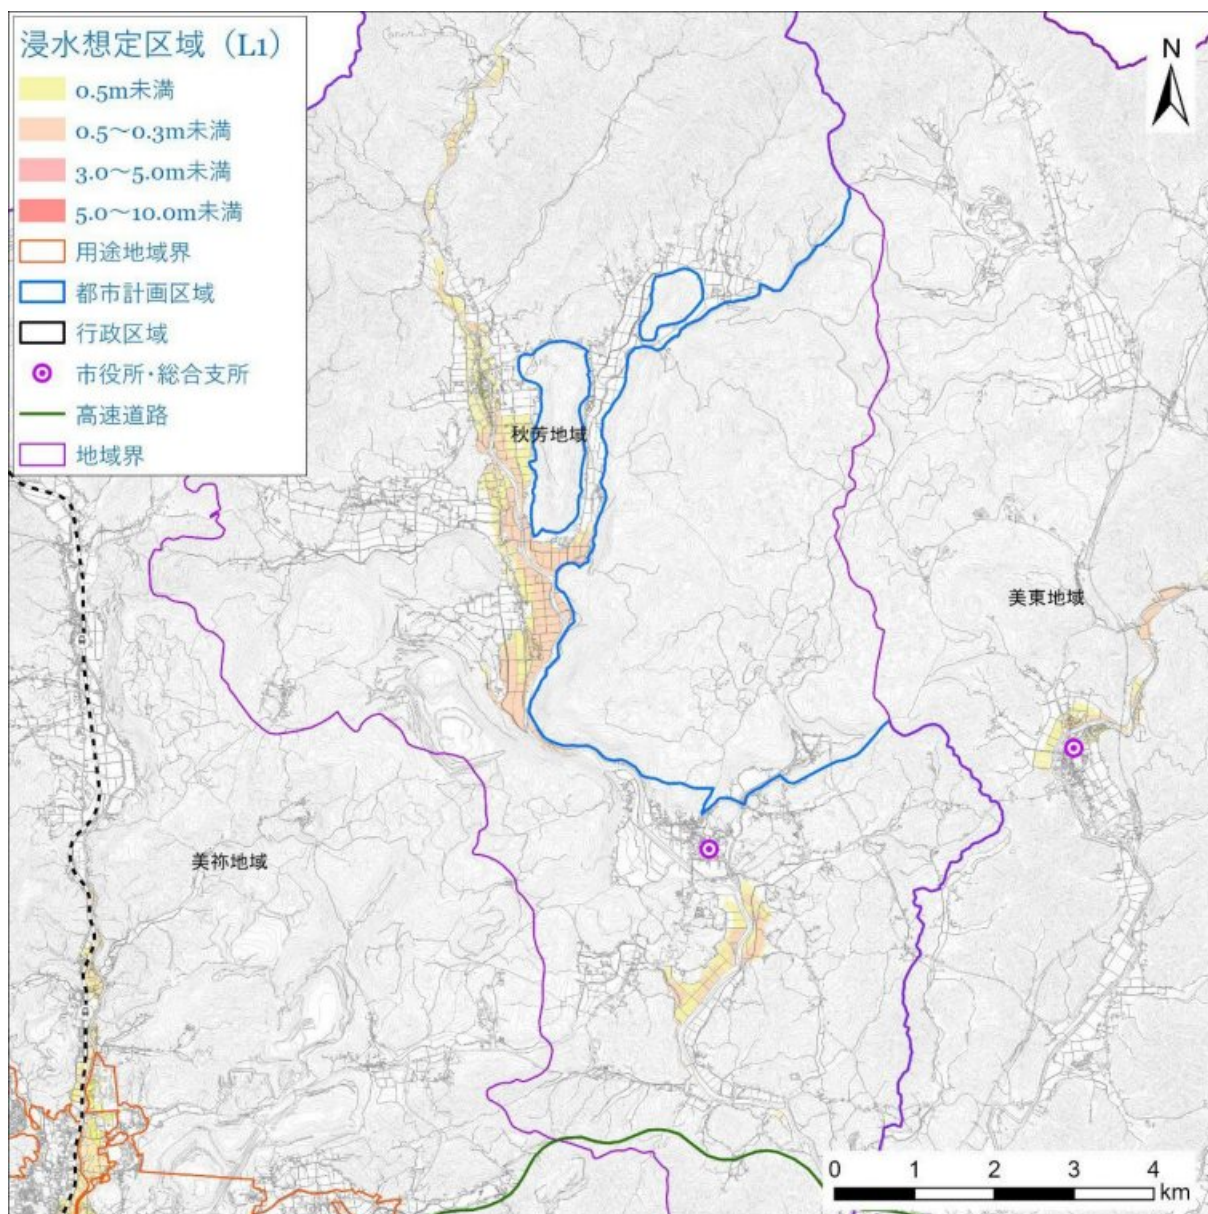 浸水想定区域（L1）
0.5m未満
0.5～0.3m未満
3.0～5.0m未満
5.0～10.0m未満
用途地域界
都市計画区域
行政区域
市役所・総合支所
高速道路
地域界
N
秋芳地域
美東地域
美祢地域
0 1 2 3 4
km